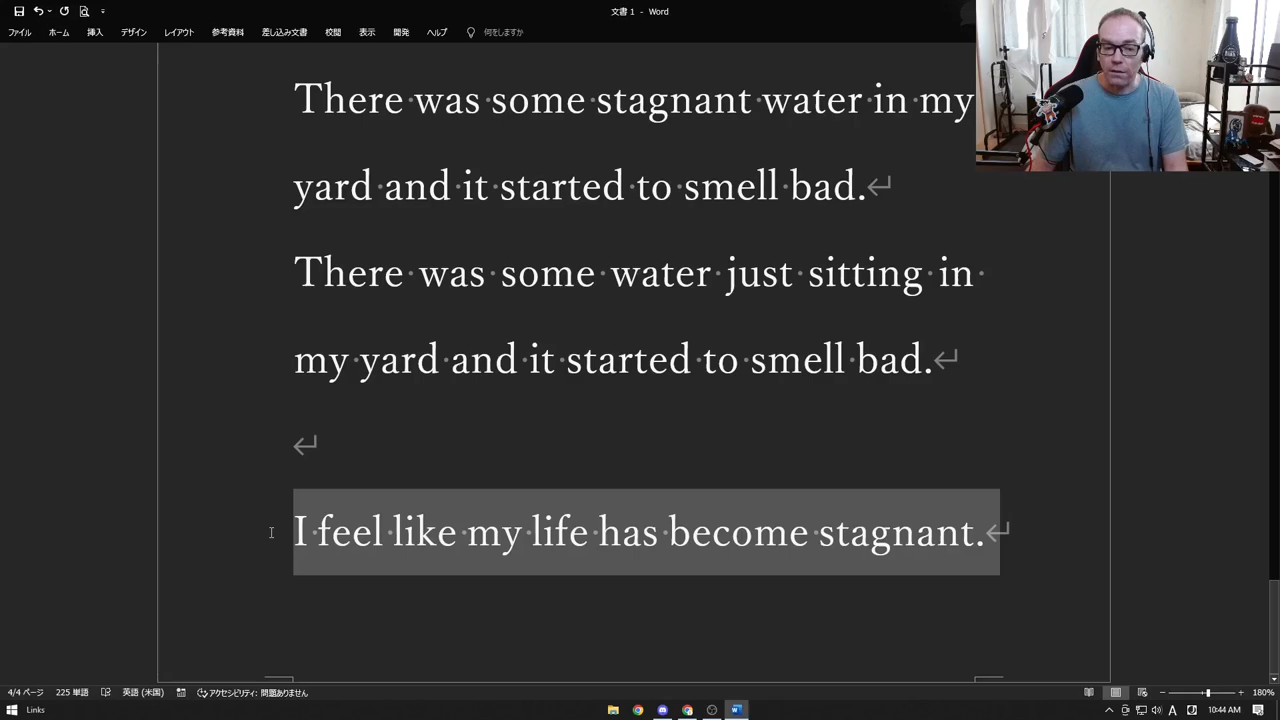 文書 1 - Word
ファイル ホーム 挿入 デザイン レイアウト 参考資料 差し込み文書 校閲 表示 開発 ヘルプ 何をしますか
There was some stagnant water in my
yard and it started to smell bad.
There was some water just sitting in
my yard and it started to smell bad.
I feel like my life has become stagnant.
4/4 ページ 225 単語 英語 (米国) アクセシビリティ: 問題ありません 180%
Links A 10:44 AM